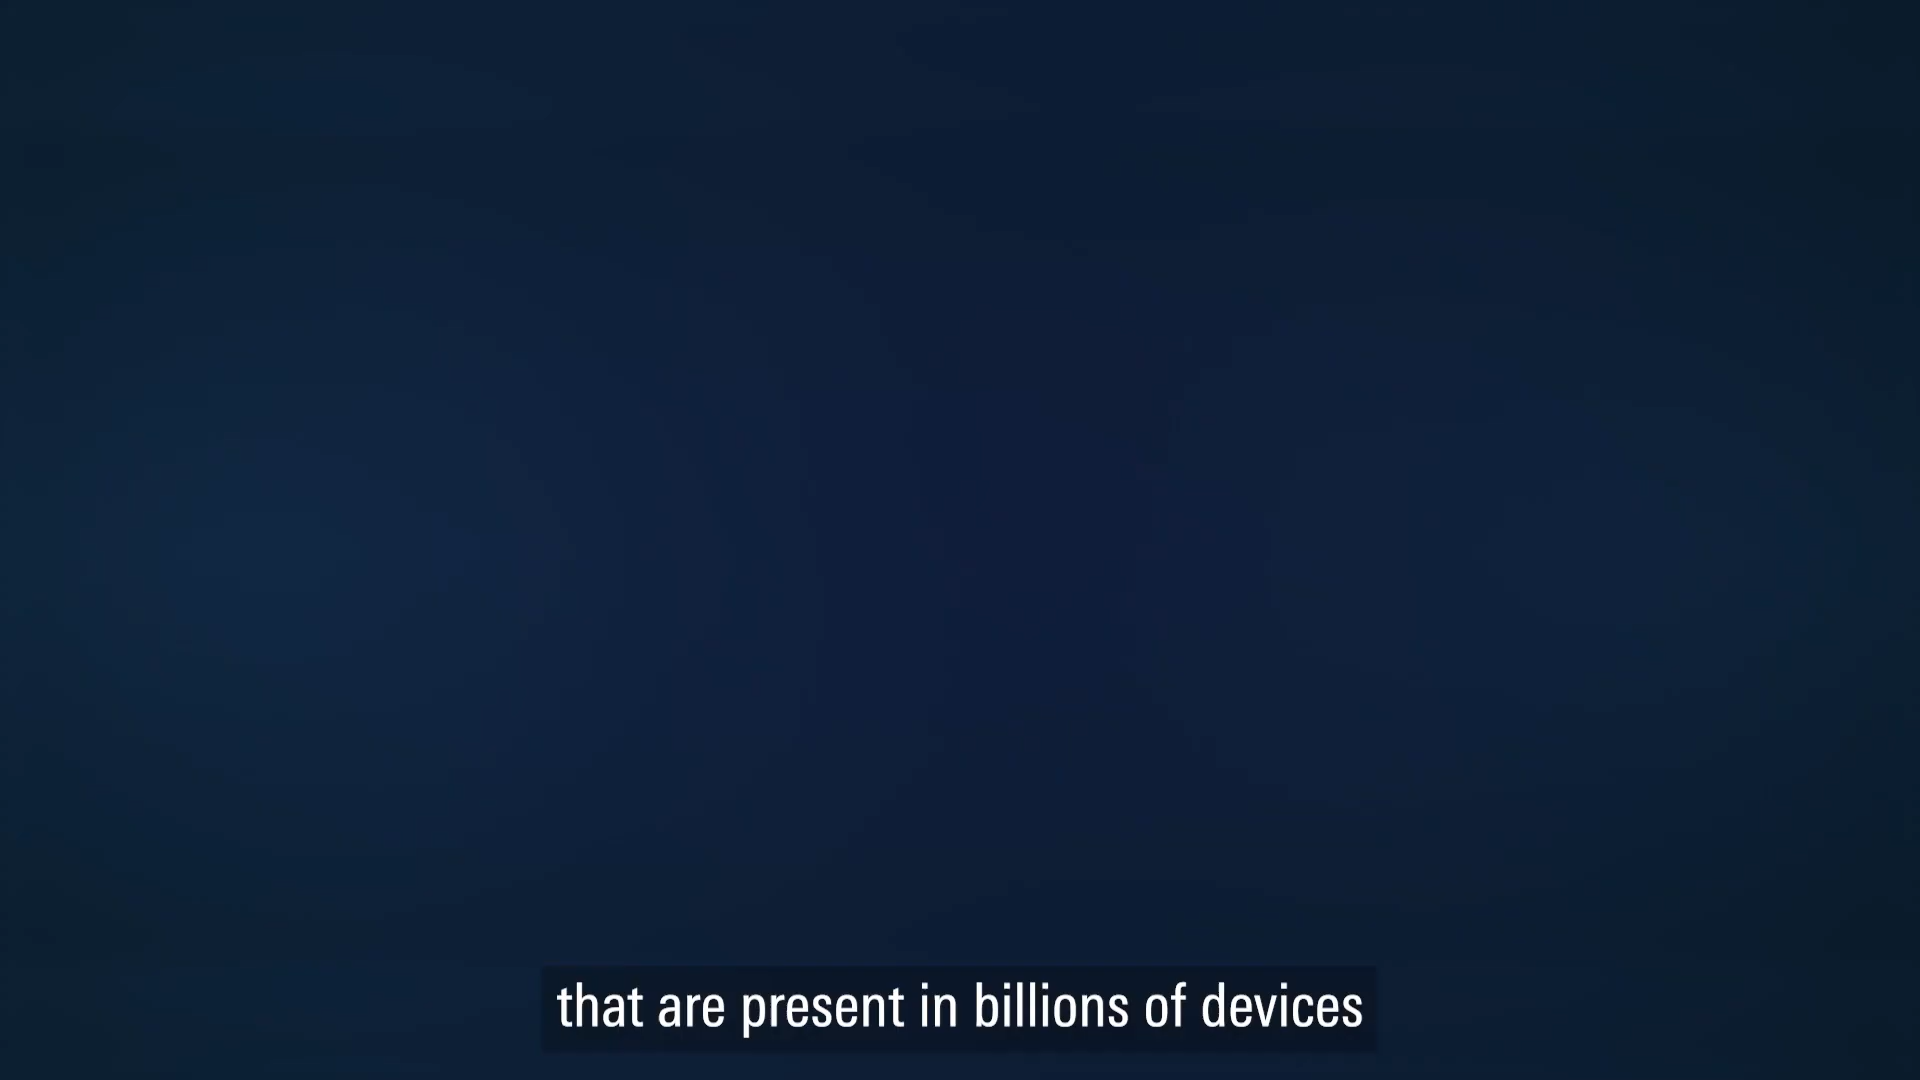 that are present in billions of devices